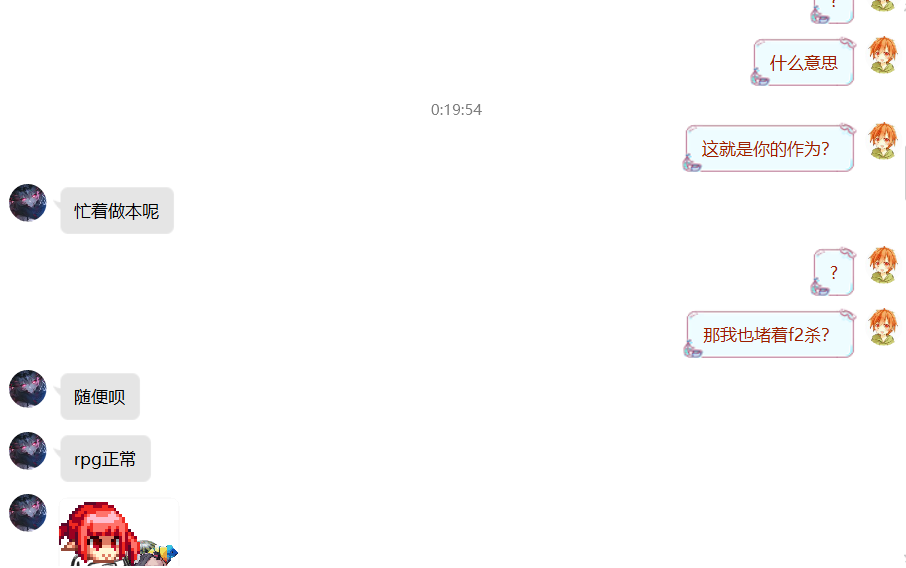 ?
什么意思
0:19:54
这就是你的作为?
忙着做本呢
?
那我也堵着f2杀?
随便呗
rpg正常